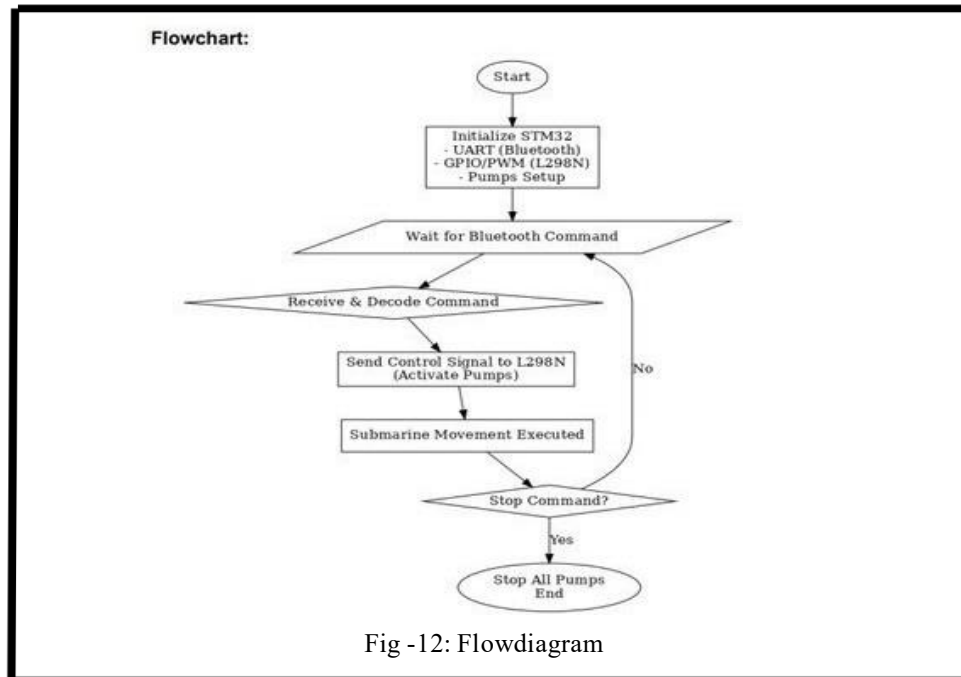 Flowchart:
Start
Initialize STM32
- UART (Bluetooth)
- GPIO/PWM (L298N)
- Pumps Setup
Wait for Bluetooth Command
Receive & Decode Command
Send Control Signal to L298N
(Activate Pumps)
No
Submarine Movement Executed
Stop Command?
Yes
Stop All Pumps
End
Fig -12: Flowdiagram